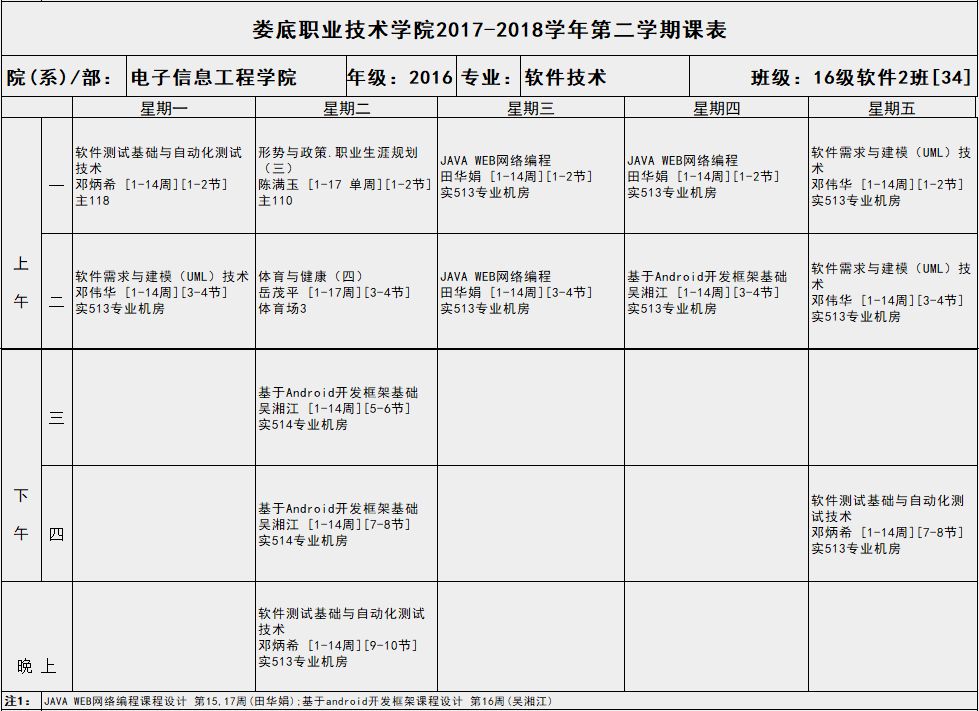 娄底职业技术学院2017-2018学年第二学期课表
院(系)/部： 电子信息工程学院 年级：2016 专业： 软件技术 班级：16级软件2班[34]
星期一 星期二 星期三 星期四 星期五
上午
一
软件测试基础与自动化测试
技术
邓炳希 [1-14周][1-2节]
主118
形势与政策.职业生涯规划
（三）
陈满玉 [1-17 单周][1-2节]
主110
JAVA WEB网络编程
田华娟 [1-14周][1-2节]
实513专业机房
JAVA WEB网络编程
田华娟 [1-14周][1-2节]
实513专业机房
软件需求与建模（UML）技
术
邓伟华 [1-14周][1-2节]
实513专业机房
二
软件需求与建模（UML）技术
邓伟华 [1-14周][3-4节]
实513专业机房
体育与健康（四）
岳茂平 [1-17周][3-4节]
体育场3
JAVA WEB网络编程
田华娟 [1-14周][3-4节]
实513专业机房
基于Android开发框架基础
吴湘江 [1-14周][3-4节]
实513专业机房
软件需求与建模（UML）技
术
邓伟华 [1-14周][3-4节]
实513专业机房
下午
三
基于Android开发框架基础
吴湘江 [1-14周][5-6节]
实514专业机房
四
基于Android开发框架基础
吴湘江 [1-14周][7-8节]
实514专业机房
软件测试基础与自动化测
试技术
邓炳希 [1-14周][7-8节]
实513专业机房
晚上
软件测试基础与自动化测试
技术
邓炳希 [1-14周][9-10节]
实513专业机房
注1： JAVA WEB网络编程课程设计 第15,17周(田华娟);基于android开发框架课程设计 第16周(吴湘江)